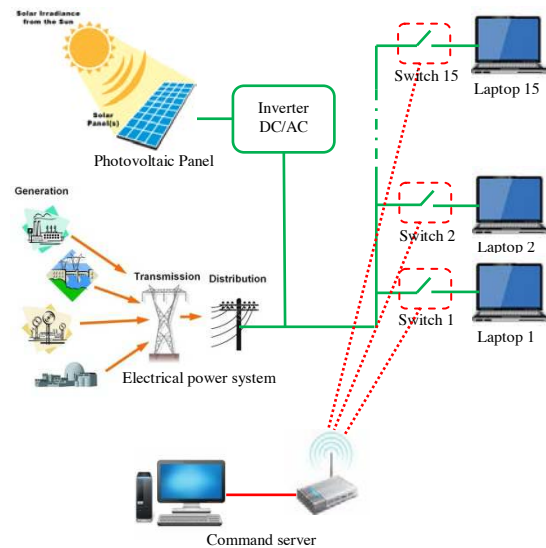 Solar Irradiance
from the Sun
Solar
Panel(s)
Photovoltaic Panel
Inverter
DC/AC
Switch 15
Laptop 15
Switch 2
Laptop 2
Switch 1
Laptop 1
Generation
Transmission
Distribution
Electrical power system
Command server